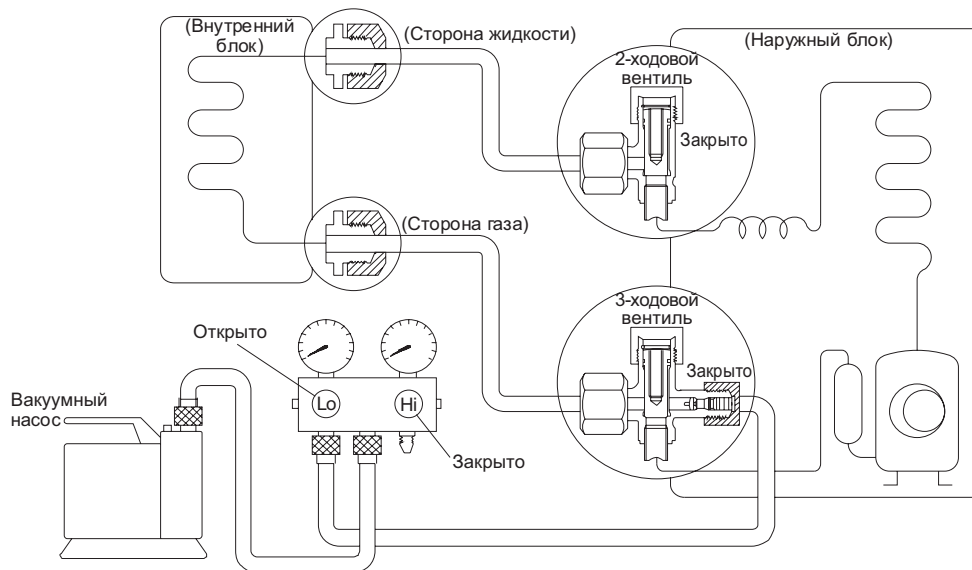 (Внутренний
блок)
(Сторона жидкости)
(Наружный блок)
2-ходовой
вентиль
Закрыто
(Сторона газа)
3-ходовой
вентиль
Закрыто
Открыто
Lo
Hi
Закрыто
Вакуумный
насос